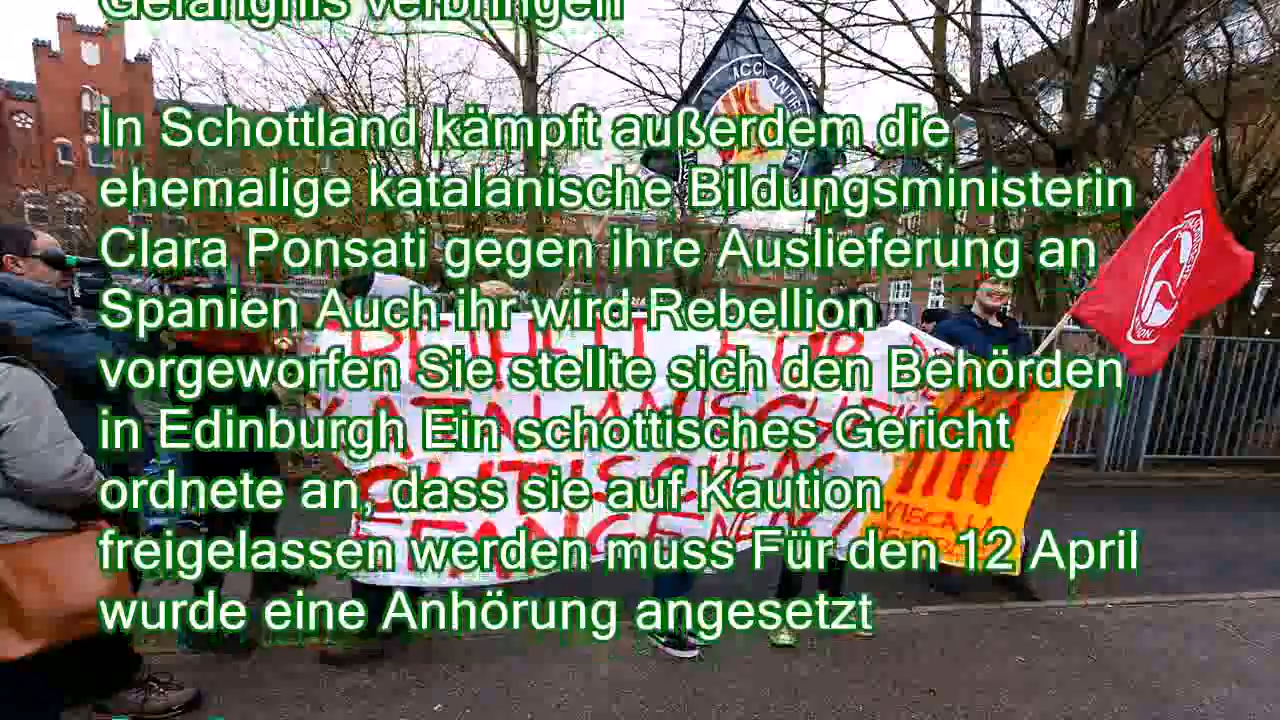 Gefängnis verbringen
In Schottland kämpft außerdem die
ehemalige katalanische Bildungsministerin
Clara Ponsati gegen ihre Auslieferung an
Spanien Auch ihr wird Rebellion
vorgeworfen Sie stellte sich den Behörden
in Edinburgh Ein schottisches Gericht
ordnete an, dass sie auf Kaution
freigelassen werden muss Für den 12 April
wurde eine Anhörung angesetzt